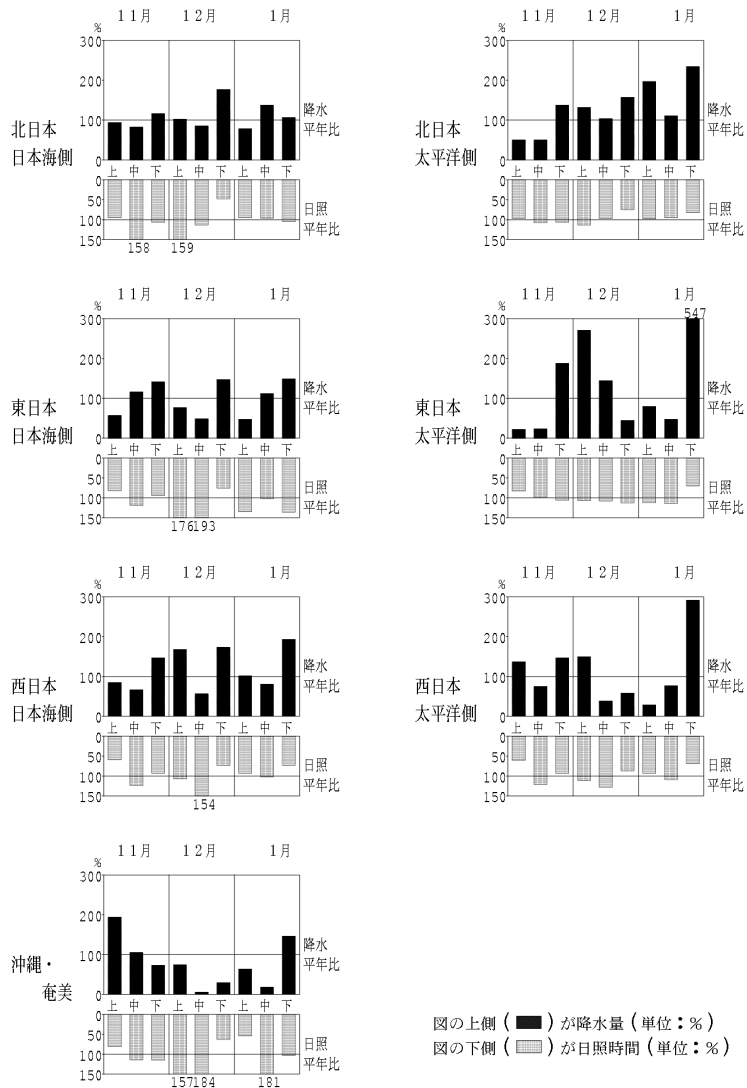 11月 12月 1月
%
300
200
100
0
降水
平年比
北日本
日本海側
上 中 下 上 中 下 上 中 下
0
50
100
150
日照
平年比
158 159
11月 12月 1月
%
300
200
100
0
降水
平年比
北日本
太平洋側
上 中 下 上 中 下 上 中 下
0
50
100
150
日照
平年比
11月 12月 1月
%
300
200
100
0
降水
平年比
東日本
日本海側
上 中 下 上 中 下 上 中 下
0
50
100
150
日照
平年比
176 193
11月 12月 1月
%
547
300
200
100
0
降水
平年比
東日本
太平洋側
上 中 下 上 中 下 上 中 下
0
50
100
150
日照
平年比
11月 12月 1月
%
300
200
100
0
降水
平年比
西日本
日本海側
上 中 下 上 中 下 上 中 下
0
50
100
150
日照
平年比
154
11月 12月 1月
%
300
200
100
0
降水
平年比
西日本
太平洋側
上 中 下 上 中 下 上 中 下
0
50
100
150
日照
平年比
11月 12月 1月
%
300
200
100
0
降水
平年比
沖縄・
奄美
上 中 下 上 中 下 上 中 下
0
50
100
150
日照
平年比
157 184 181
図の上側(　)が降水量(単位:%)
図の下側(　)が日照時間(単位:%)